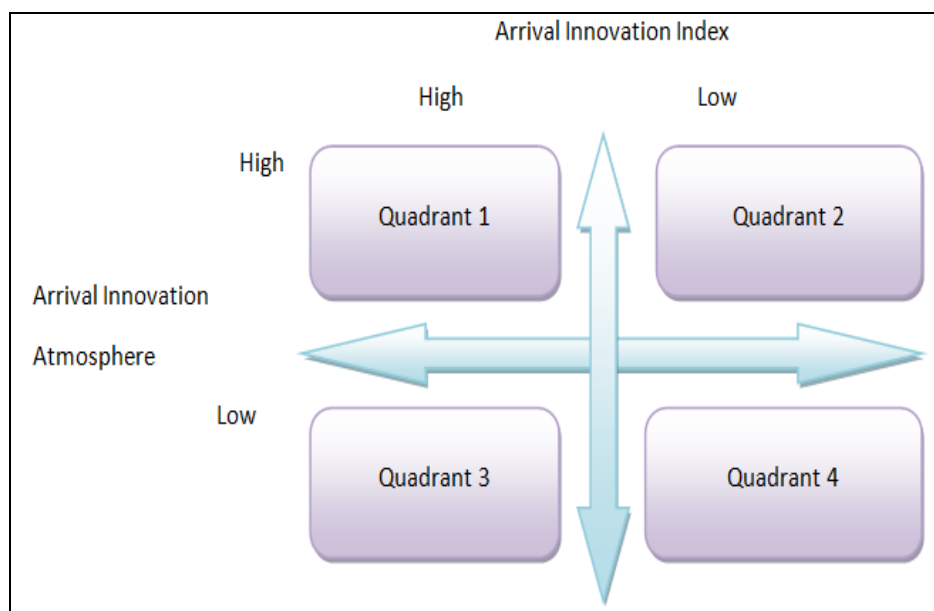 Arrival Innovation Index
High Low
High
Quadrant 1 Quadrant 2
Arrival Innovation
Atmosphere
Low
Quadrant 3 Quadrant 4